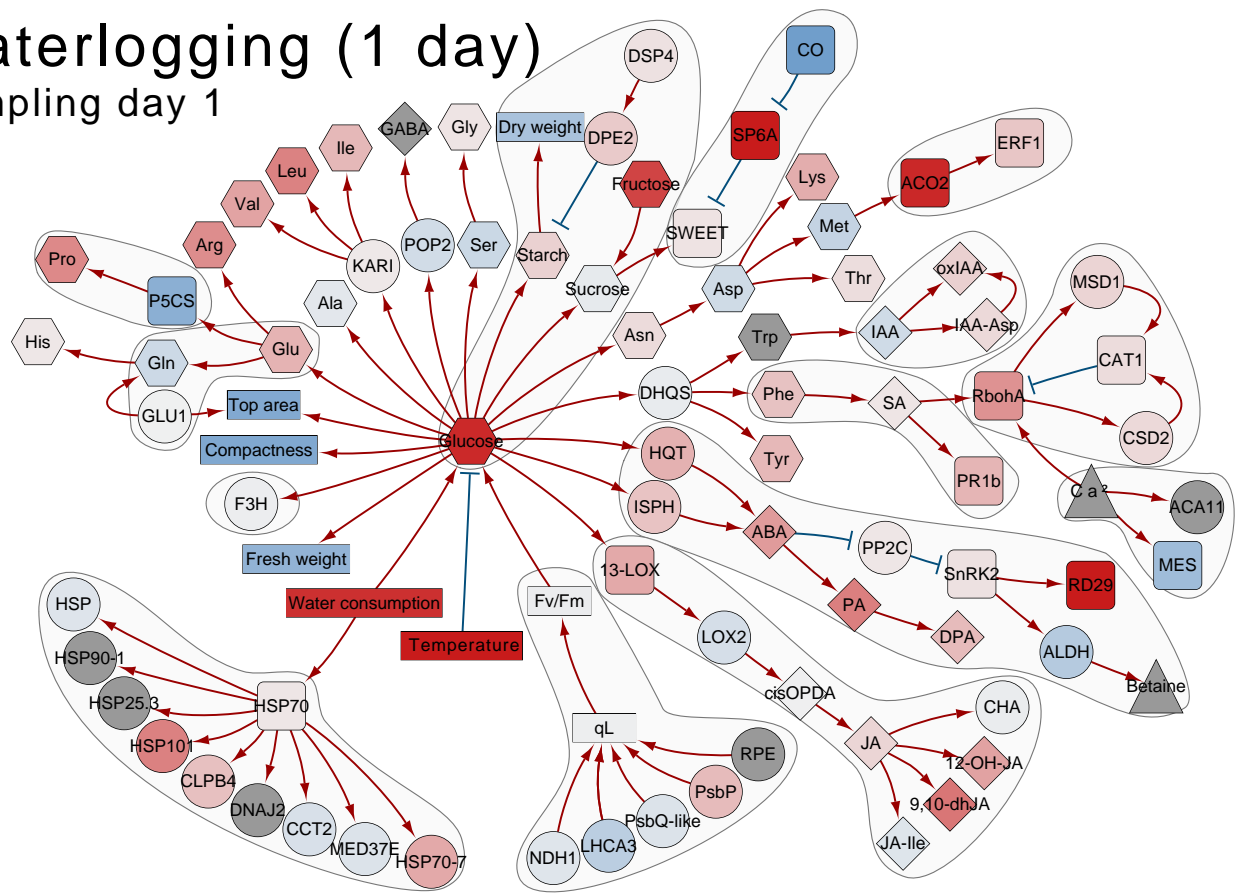 aterlogging (1 day)
npling day 1
CO
DSP4
GABA
Gly
Dry weight
DPE2
SP6A
ERF1
Ile
Leu
Fructose
Lys
ACO2
Val
Arg
POP2
Ser
SWEET
Met
Pro
KARI
Starch
oxIAA
MSD1
P5CS
Ala
Sucrose
Asp
Thr
His
Gln
Glu
Asn
Trp
IAA
IAA-Asp
CAT1
GLU1
Top area
DHQS
Phe
SA
RbohA
Compactness
Glucose
HQT
Tyr
CSD2
PR1b
F3H
ISPH
ABA
Ca²
ACA11
Fresh weight
PP2C
SnRK2
MES
13-LOX
RD29
HSP
Water consumption
Fv/Fm
PA
DPA
Temperature
LOX2
ALDH
HSP90-1
Betaine
HSP25.3
HSP70
cisOPDA
CHA
HSP101
qL
JA
RPE
12-OH-JA
CLPB4
PsbP
DNAJ2
9,10-dhJA
CCT2
PsbQ-like
MED37E
HSP70-7
NDH1
LHCA3
JA-Ile